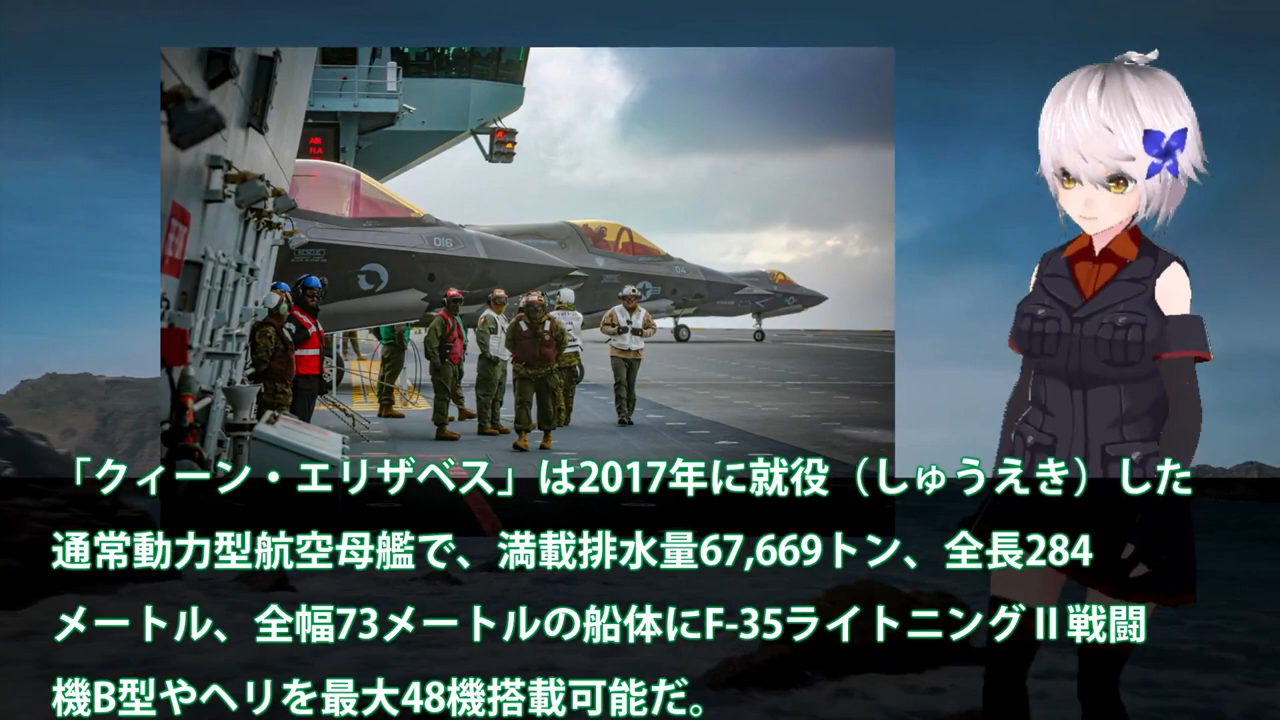 AIR
FLA
016
04
「クィーン・エリザベス」は2017年に就役（しゅうえき）した
通常動力型航空母艦で、満載排水量67,669トン、全長284
メートル、全幅73メートルの船体にF-35ライトニングⅡ戦闘
機B型やヘリを最大48機搭載可能だ。